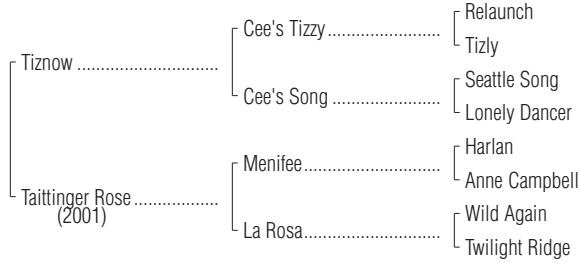 Relaunch
Cee's Tizzy
Tizly
Tiznow
Seattle Song
Cee's Song
Lonely Dancer
Harlan
Menifee
Anne Campbell
Taittinger Rose
(2001)
Wild Again
La Rosa
Twilight Ridge